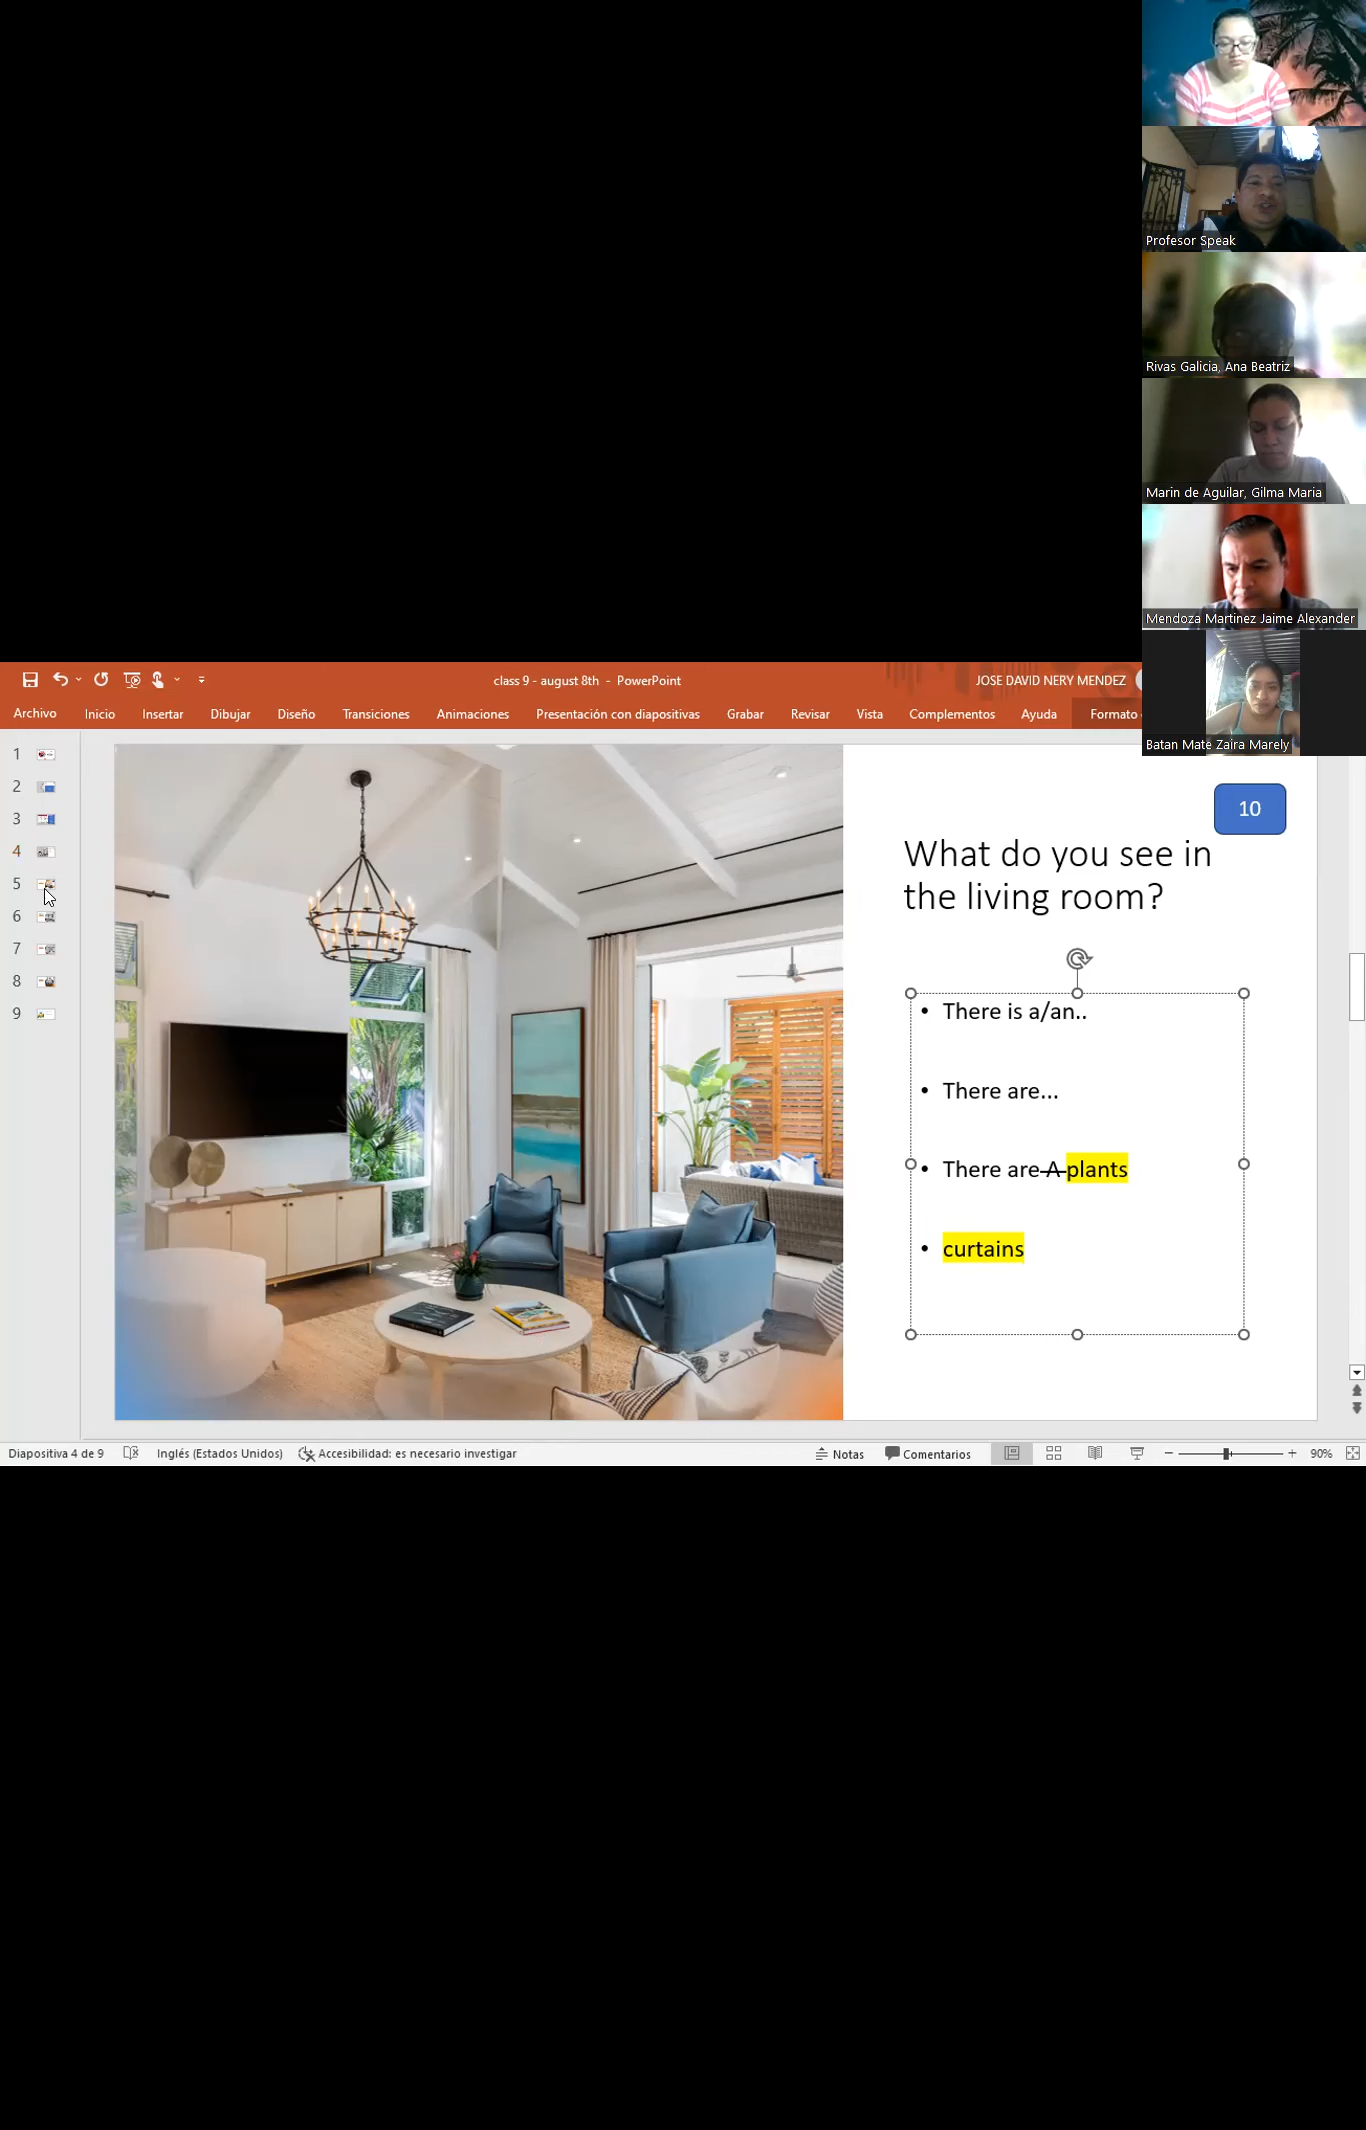 Profesor Speak
Rivas Galicia, Ana Beatriz
Marin de Aguilar, Gilma Maria
Mendoza Martinez Jaime Alexander
Batan Mate Zaira Marely
class 9 - august 8th - PowerPoint
JOSE DAVID NERY MENDEZ
Archivo Inicio Insertar Dibujar Diseño Transiciones Animaciones Presentación con diapositivas Grabar Revisar Vista Complementos Ayuda Formato
1
2
3
4
5
6
7
8
9
10
What do you see in
the living room?
• There is a/an..
• There are...
• There are A plants
• curtains
Diapositiva 4 de 9 Inglés (Estados Unidos) Accesibilidad: es necesario investigar Notas Comentarios 90%